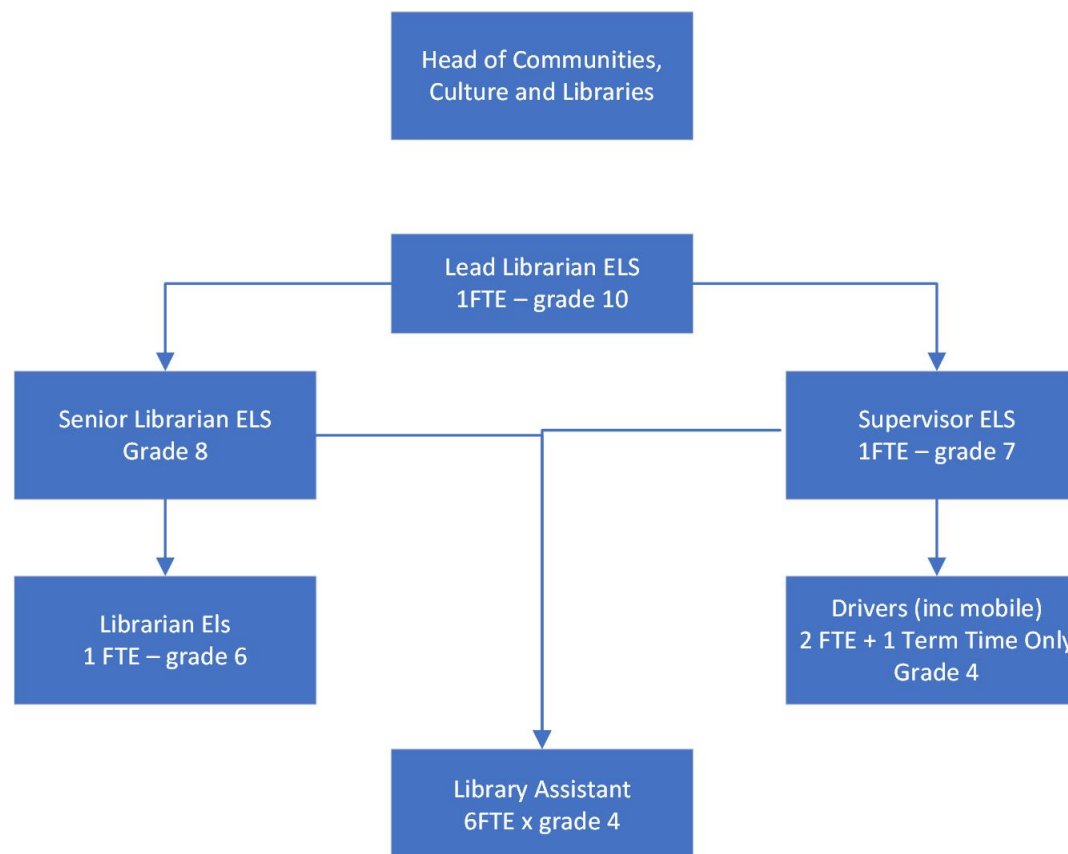 Head of Communities,
Culture and Libraries
Lead Librarian ELS
1FTE – grade 10
Senior Librarian ELS
Grade 8
Supervisor ELS
1FTE – grade 7
Librarian Els
1 FTE – grade 6
Drivers (inc mobile)
2 FTE + 1 Term Time Only
Grade 4
Library Assistant
6FTE x grade 4